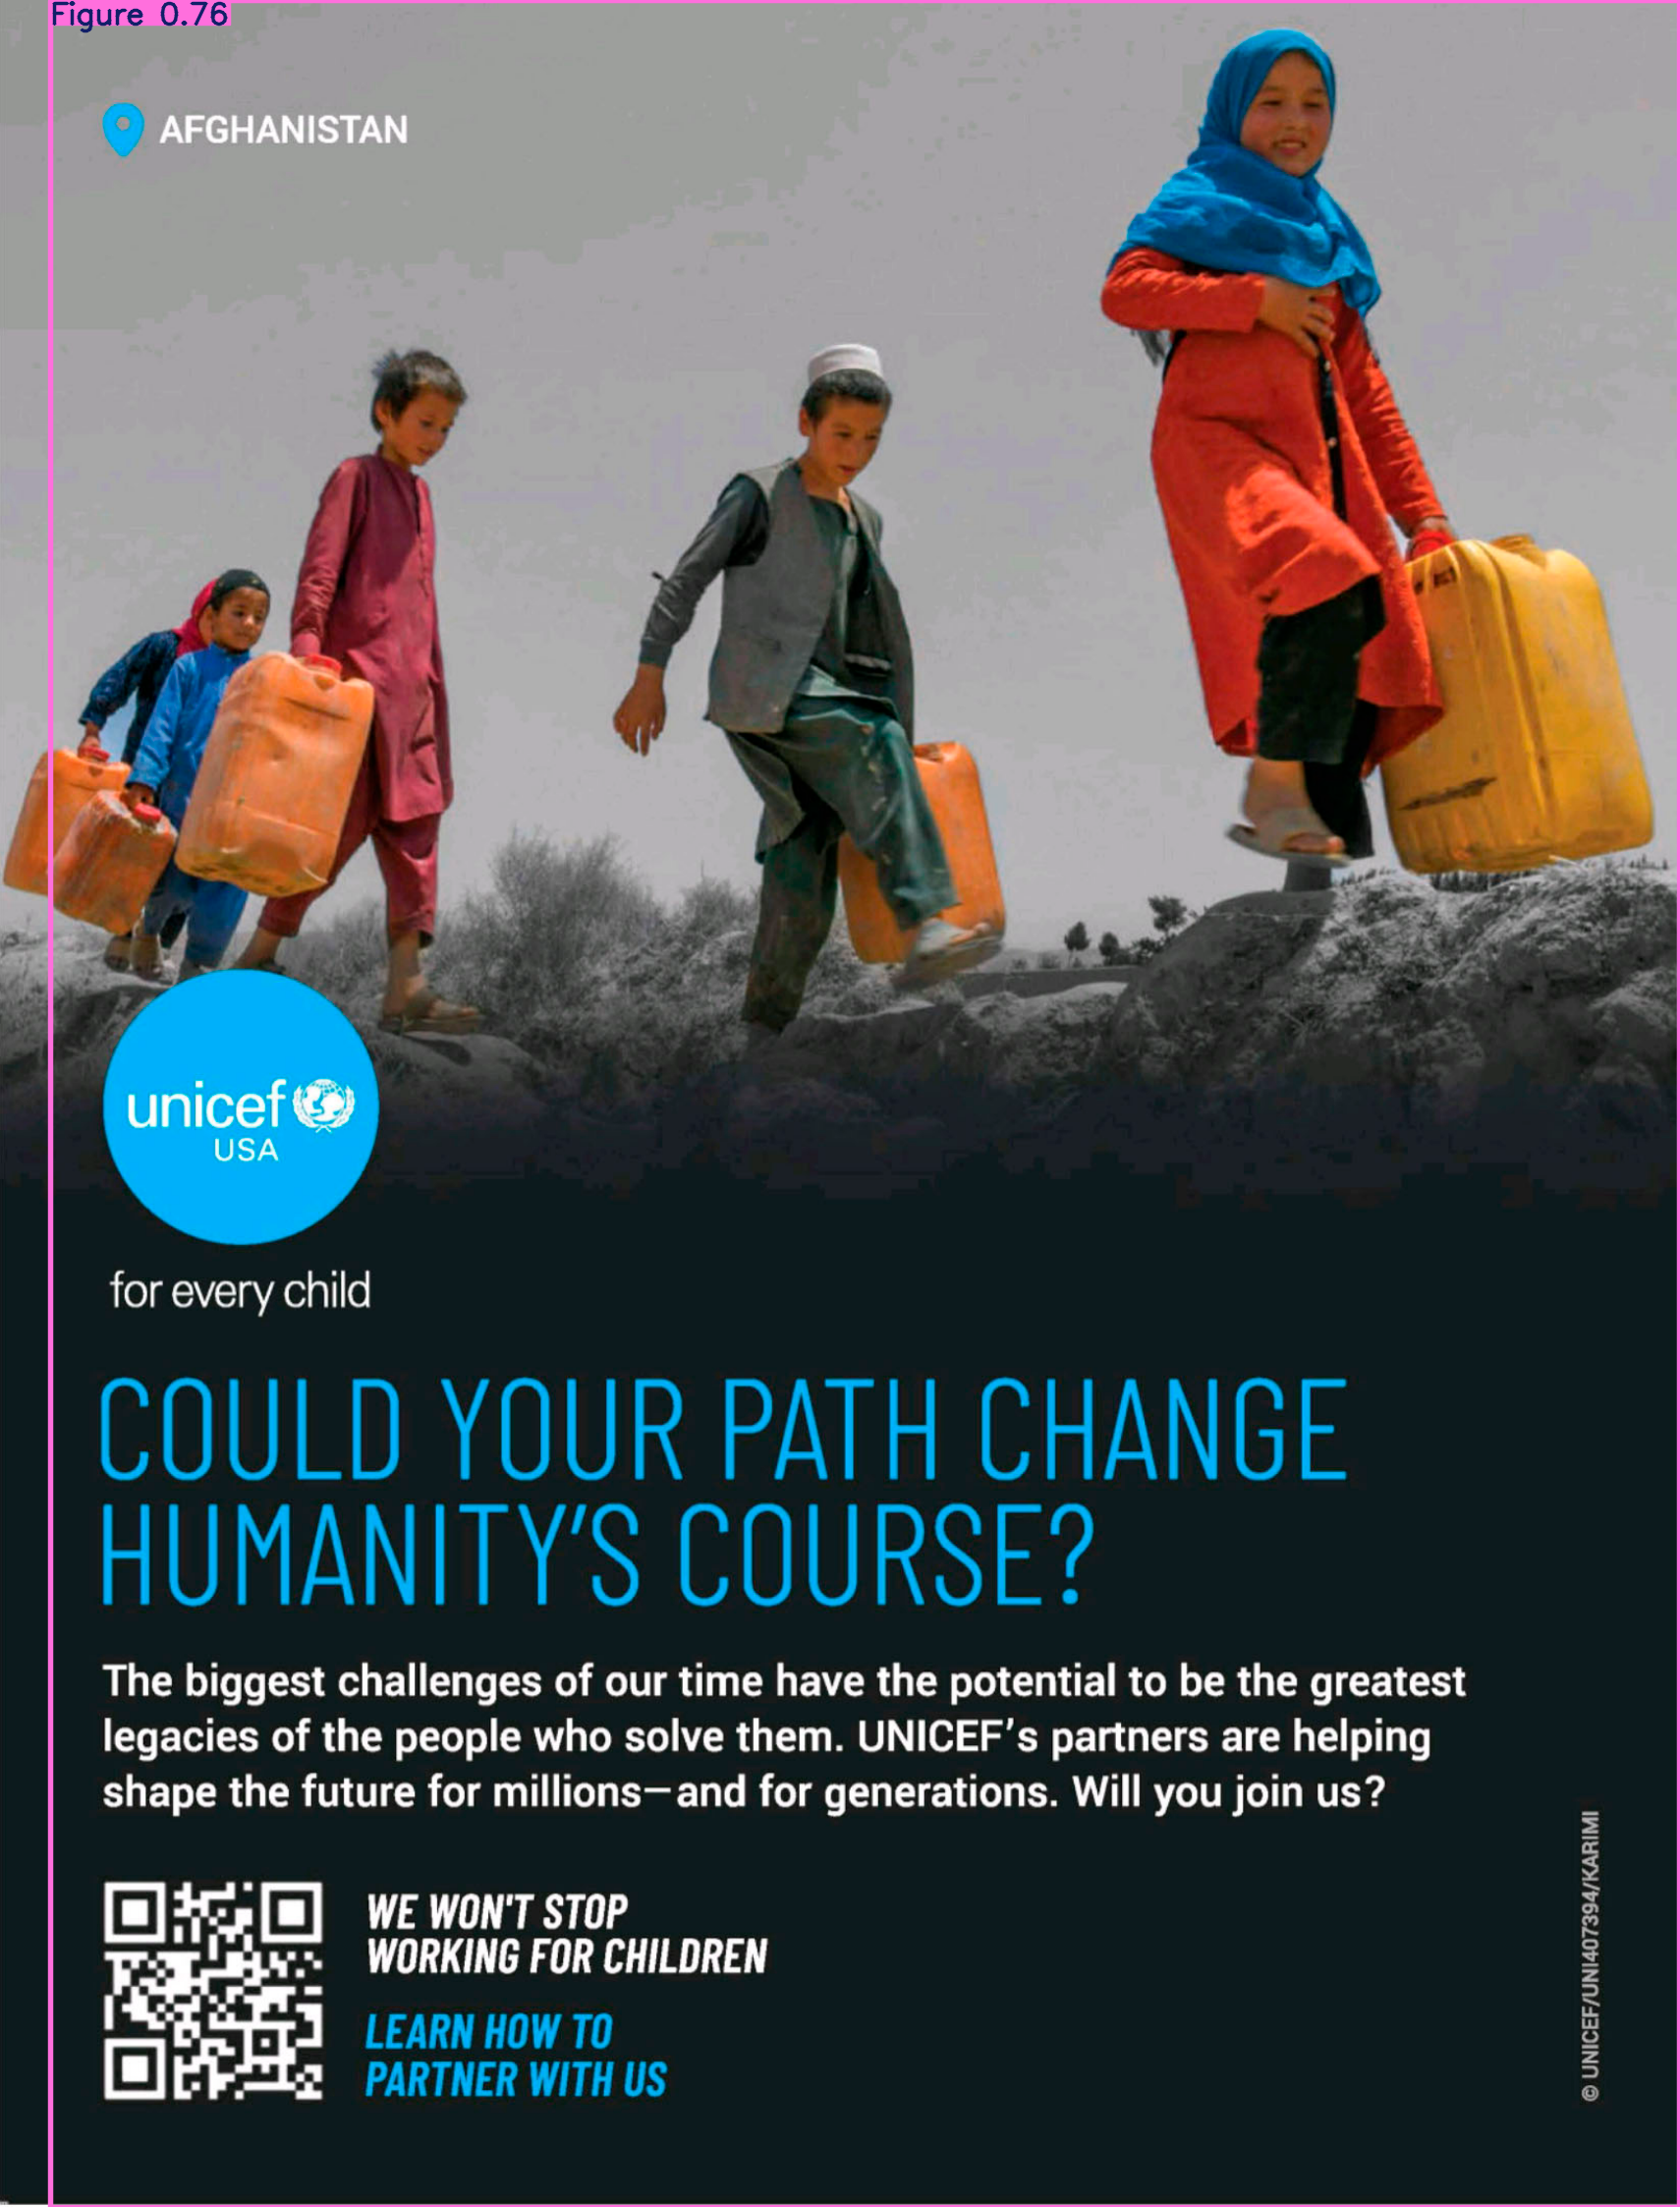 Figure 0.76
AFGHANISTAN
unicef
USA
for every child
COULD YOUR PATH CHANGE
HUMANITY'S COURSE?
The biggest challenges of our time have the potential to be the greatest
legacies of the people who solve them. UNICEF's partners are helping
shape the future for millions—and for generations. Will you join us?
WE WON'T STOP
WORKING FOR CHILDREN
LEARN HOW TO
PARTNER WITH US
© UNICEF/UNI407394/KARIMI